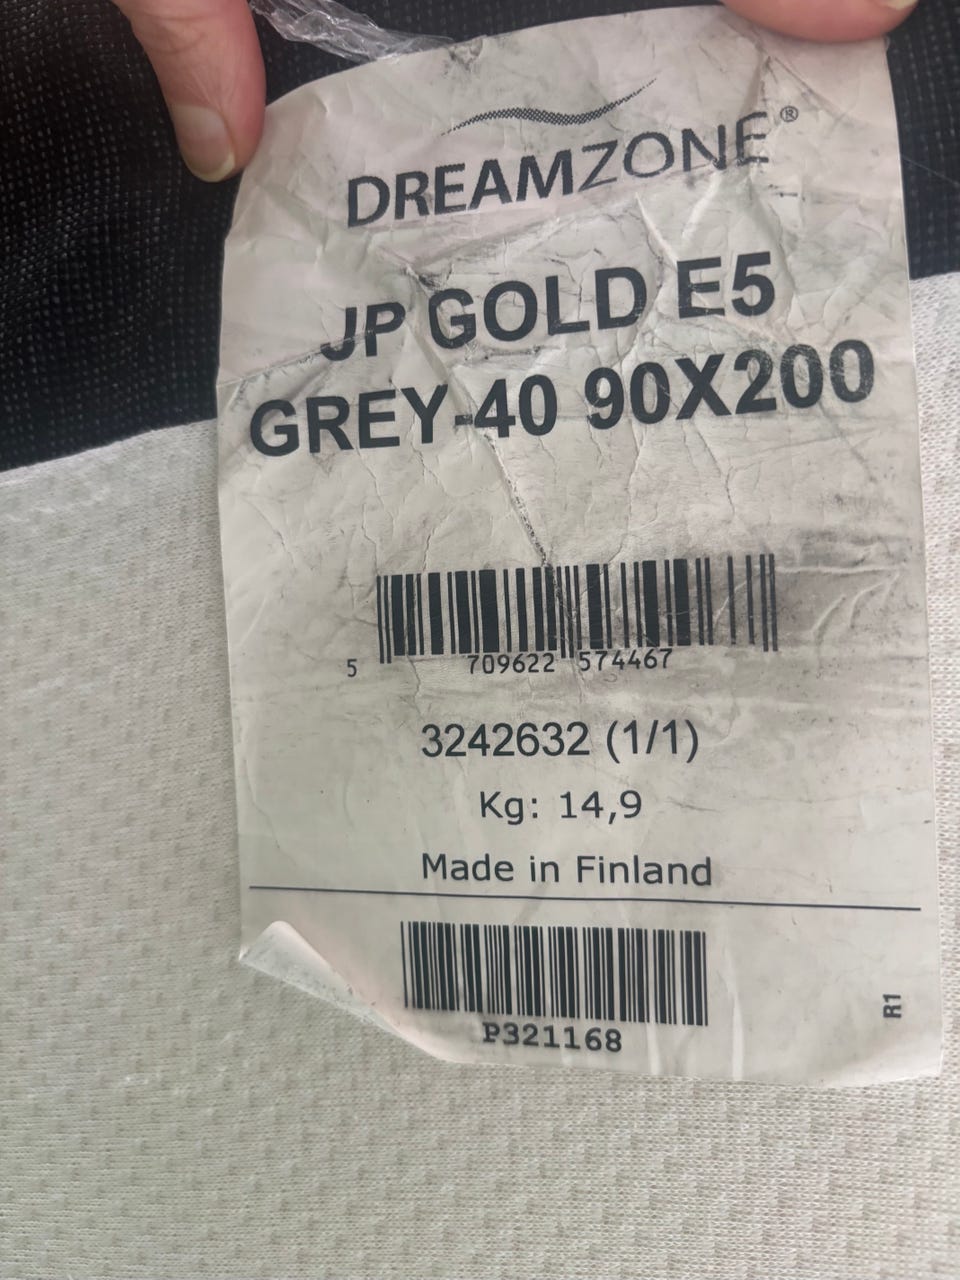 DREAMZONE®
JP GOLD E5
GREY-40 90X200
5 709622 574467
3242632 (1/1)
Kg: 14,9
Made in Finland
P321168
R1